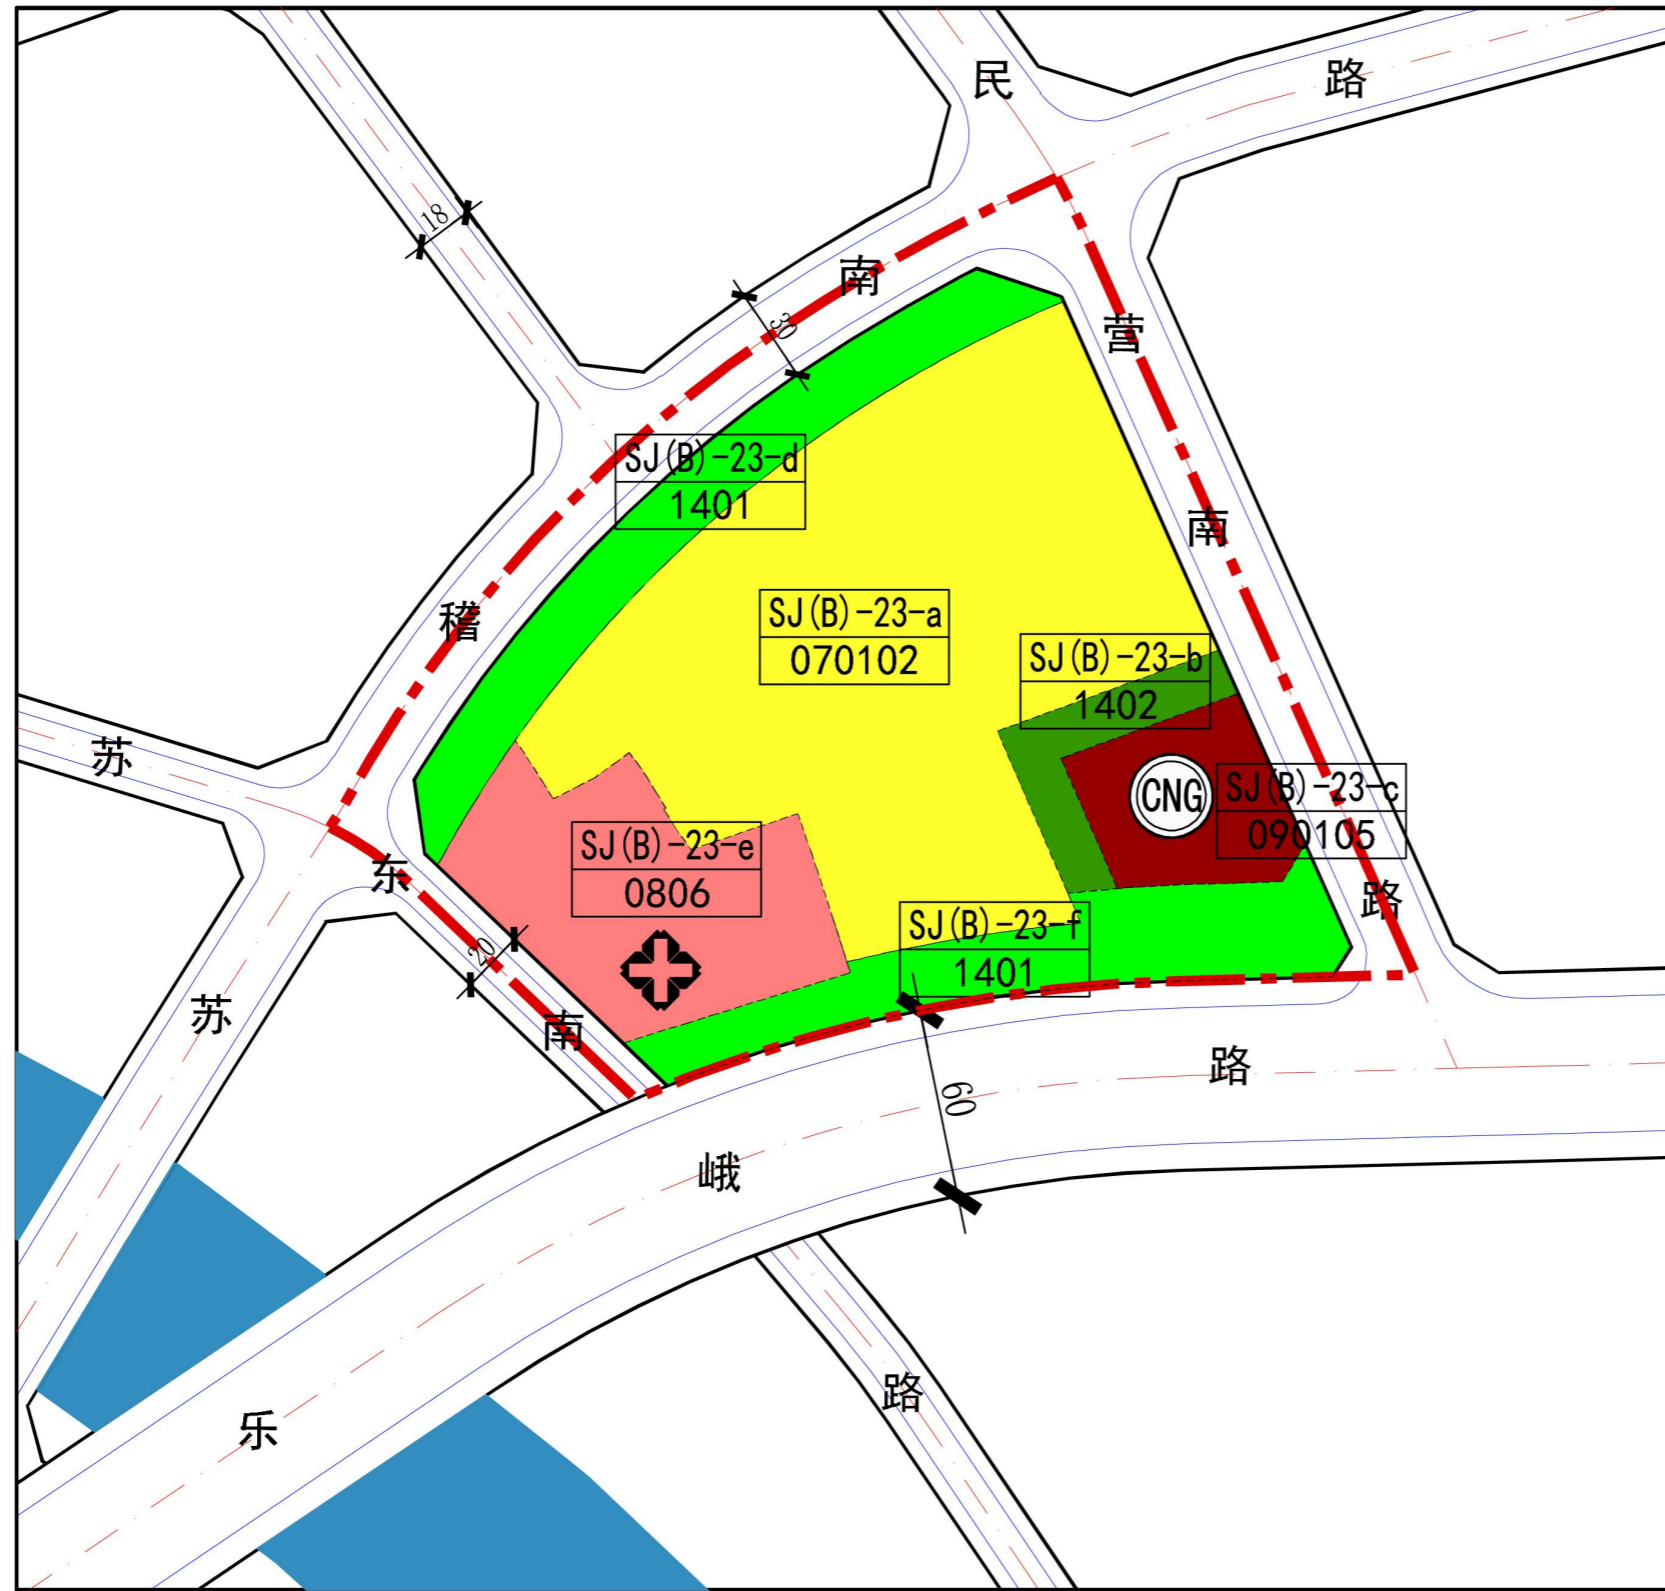 民
路
18
南
30
营
SJ(B)-23-d
1401
南
稽
SJ(B)-23-a
070102
SJ(B)-23-b
1402
苏
CNG
SJ(B)-23-c
090105
SJ(B)-23-e
0806
东
路
SJ(B)-23-f
1401
20
苏
南
路
60
峨
路
乐